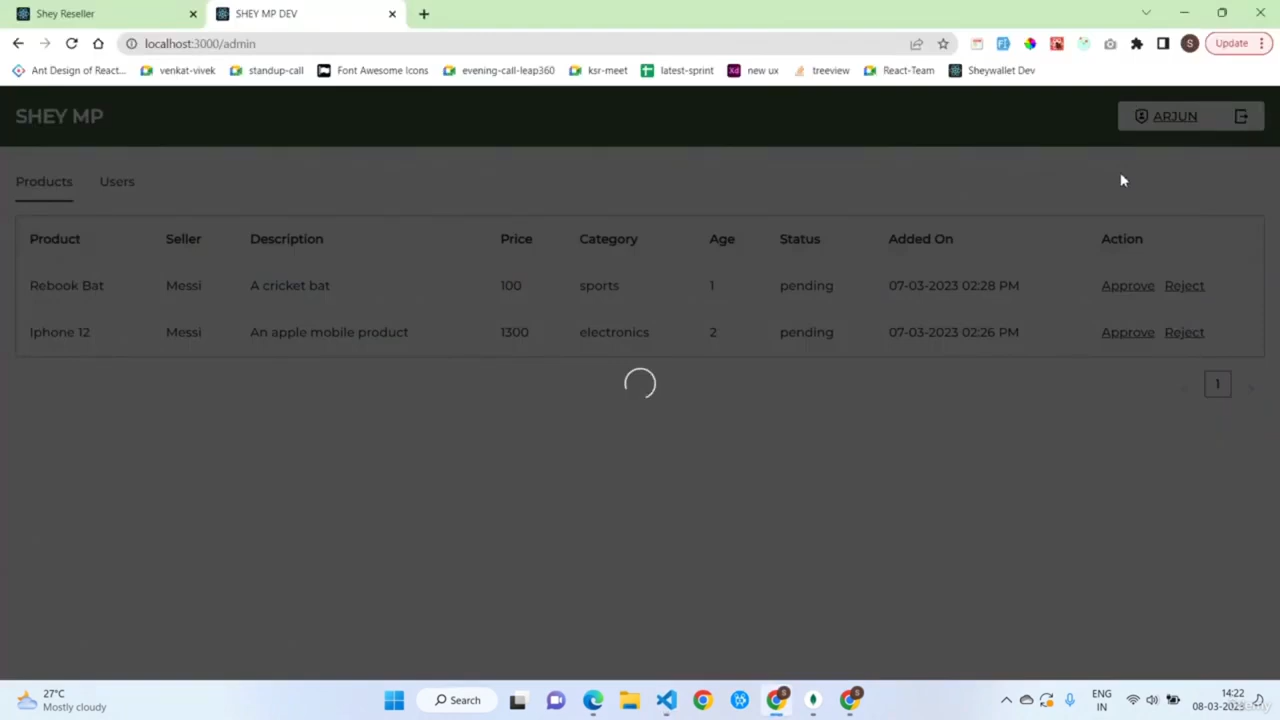 Shey Reseller
SHEY MP DEV
localhost:3000/admin
S
Update
Ant Design of React...
venkat-vivek
standup-call
Font Awesome Icons
evening-call-leap360
ksr-meet
latest-sprint
Xd new ux
treeview
React-Team
Sheywallet Dev
SHEY MP
ARJUN
Products Users
Product Seller Description Price Category Age Status Added On Action
Rebook Bat Messi A cricket bat 100 sports 1 pending 07-03-2023 02:28 PM Approve Reject
Iphone 12 Messi An apple mobile product 1300 electronics 2 pending 07-03-2023 02:26 PM Approve Reject
1
27°C
Mostly cloudy
Search
ENG
IN
14:22
08-03-2023